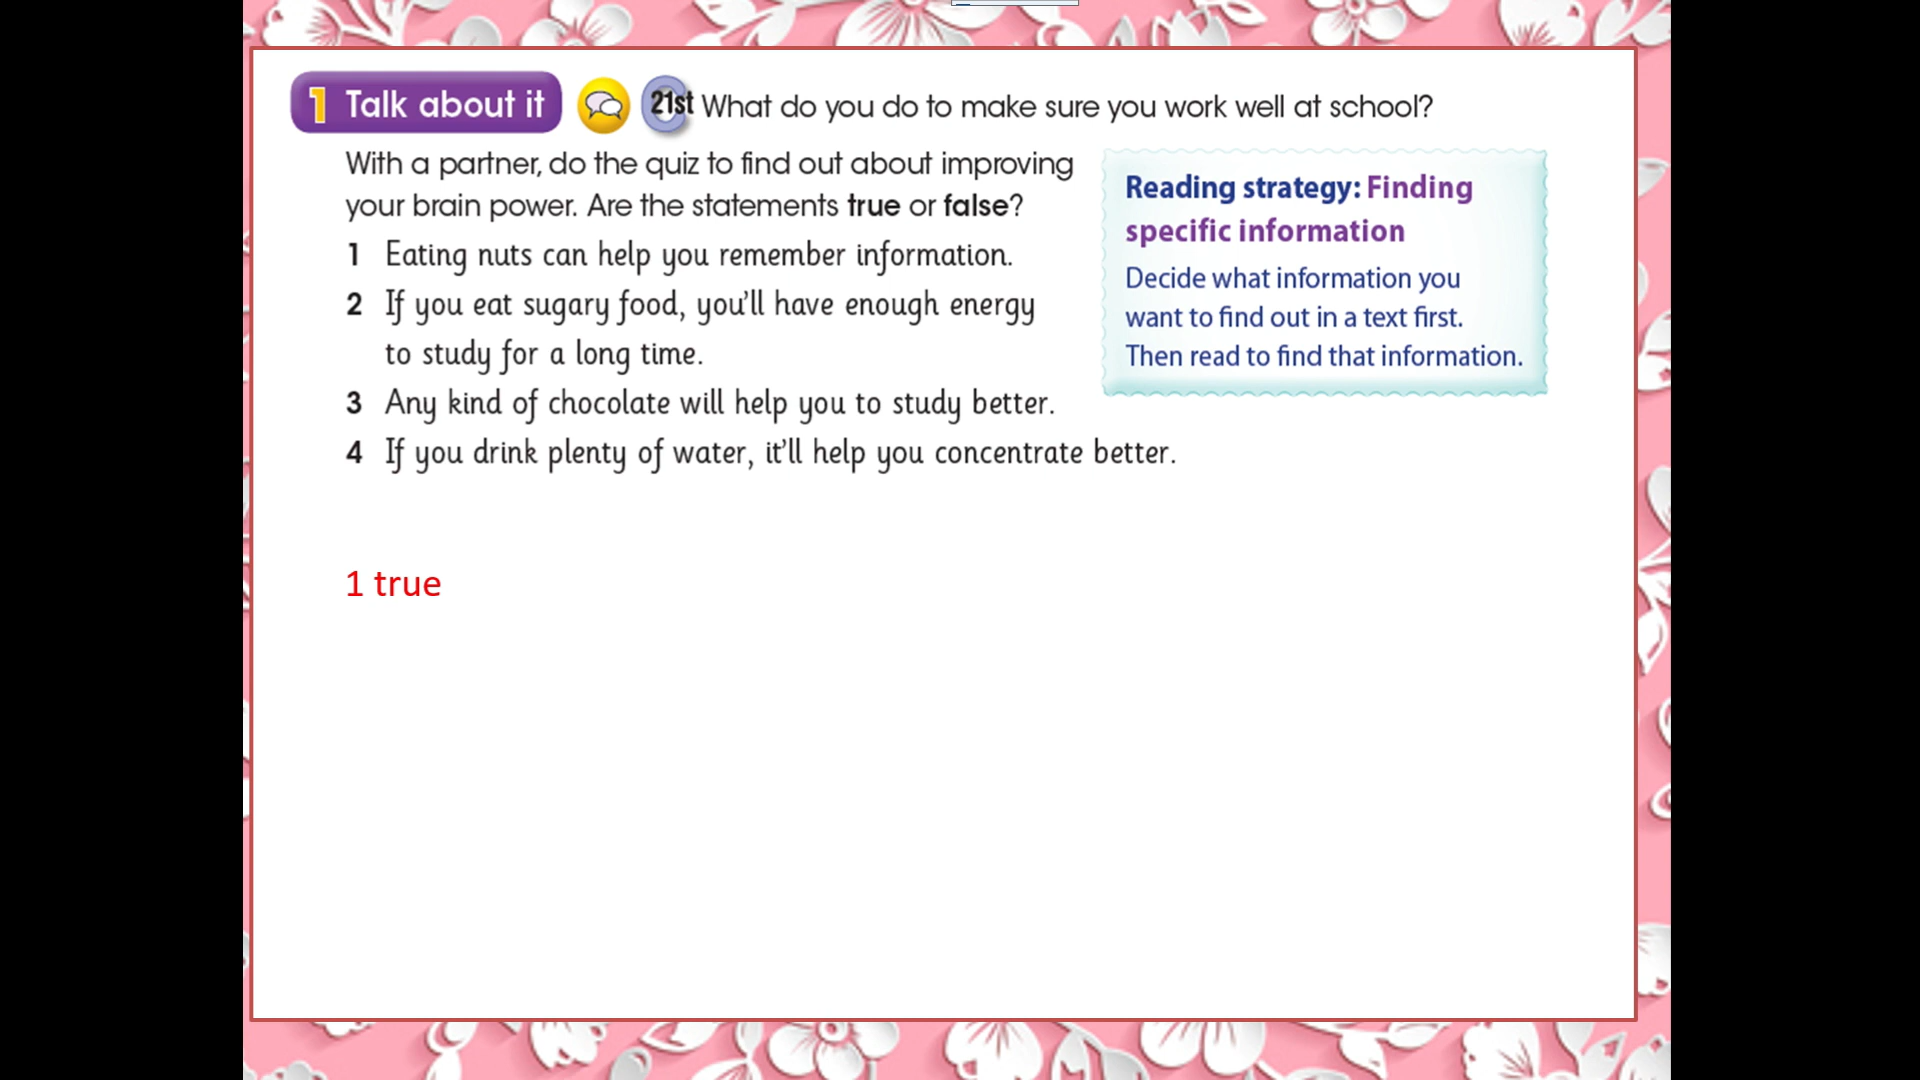 1 Talk about it 21st What do you do to make sure you work well at school?
With a partner, do the quiz to find out about improving
your brain power. Are the statements true or false?
1 Eating nuts can help you remember information.
2 If you eat sugary food, you'll have enough energy
to study for a long time.
3 Any kind of chocolate will help you to study better.
4 If you drink plenty of water, it'll help you concentrate better.
Reading strategy: Finding
specific information
Decide what information you
want to find out in a text first.
Then read to find that information.
1 true